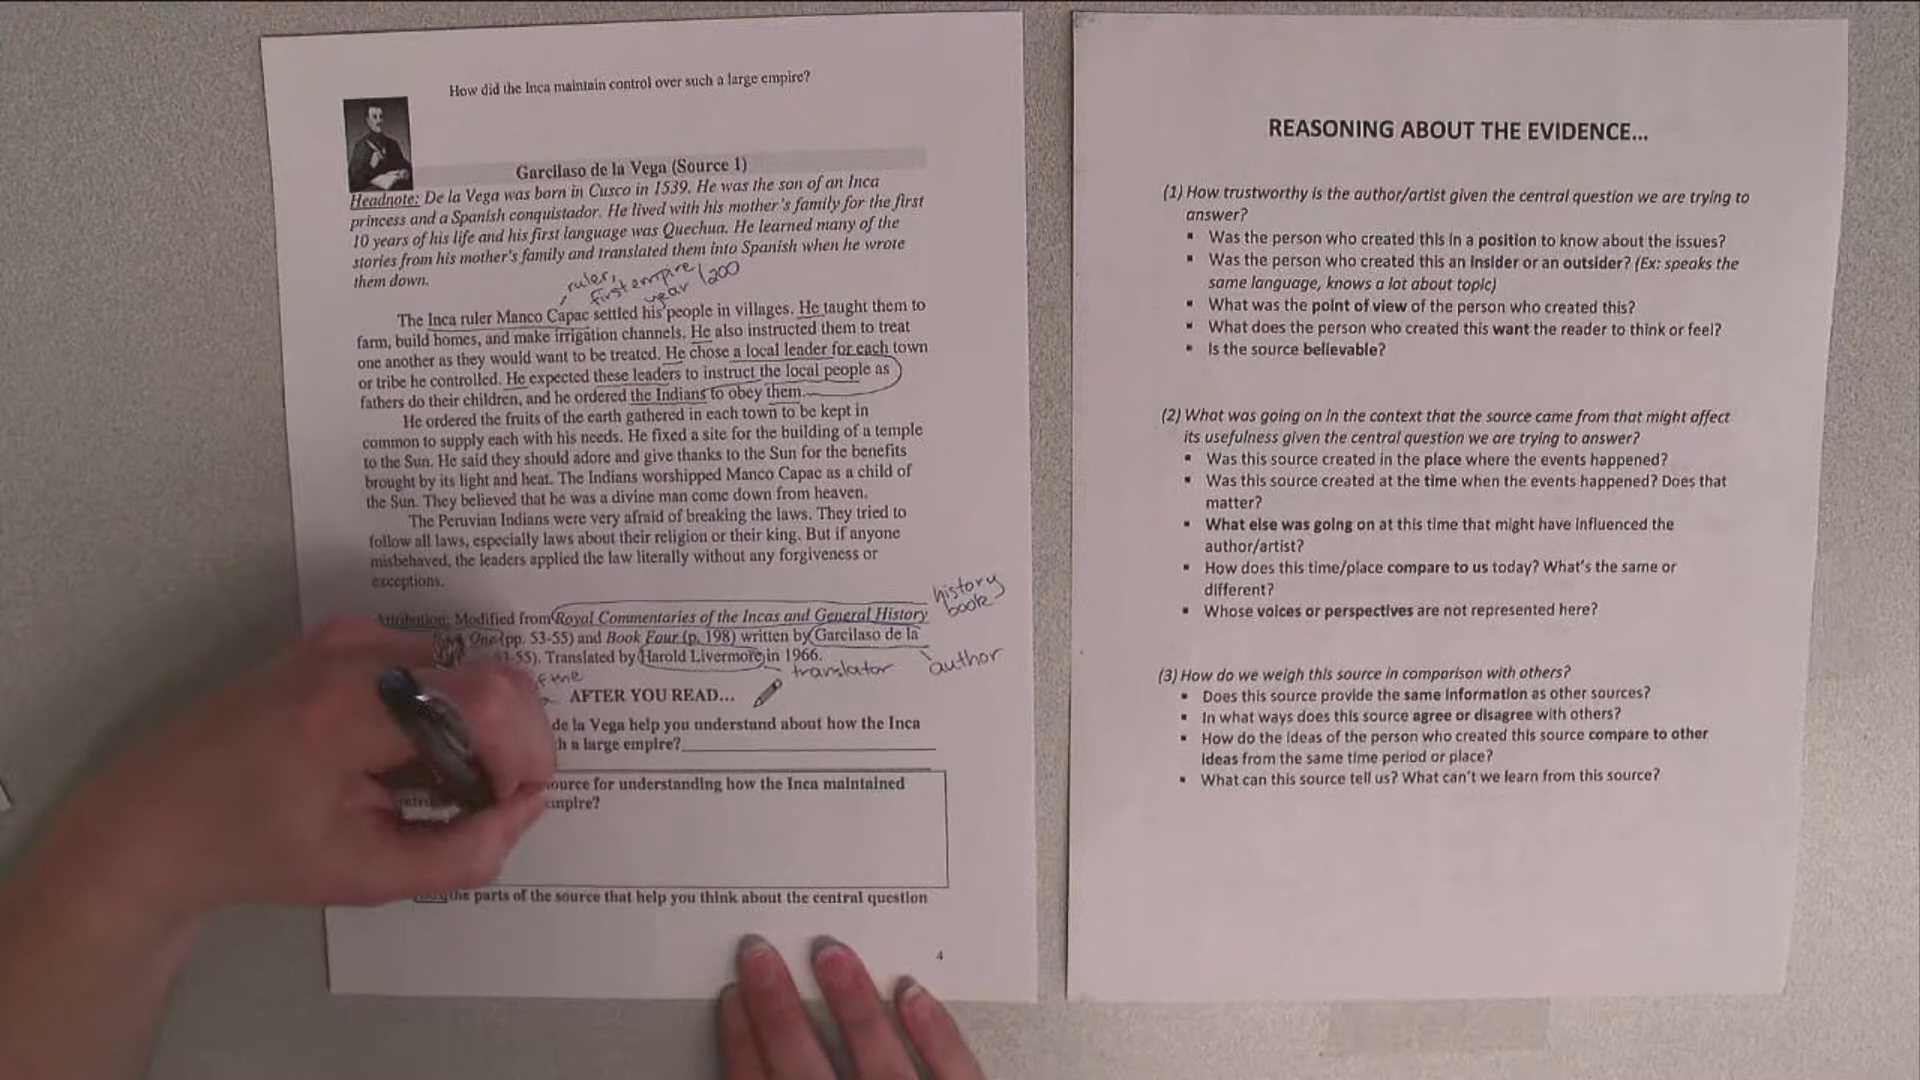 How did the Inca maintain control over such a large empire?
Garcilaso de la Vega (Source 1)
Headnote: De la Vega was born in Cusco in 1539. He was the son of an Inca
princess and a Spanish conquistador. He lived with his mother's family for the first
10 years of his life and his first language was Quechua. He learned many of the
stories from his mother's family and translated them into Spanish when he wrote
them down.
ruler,
first empire
year 1200
The Inca ruler Manco Capac settled his people in villages. He taught them to
farm, build homes, and make irrigation channels. He also instructed them to treat
one another as they would want to be treated. He chose a local leader for each town
or tribe he controlled. He expected these leaders to instruct the local people as
fathers do their children, and he ordered the Indians to obey them.
He ordered the fruits of the earth gathered in each town to be kept in
common to supply each with his needs. He fixed a site for the building of a temple
to the Sun. He said they should adore and give thanks to the Sun for the benefits
brought by its light and heat. The Indians worshipped Manco Capac as a child of
the Sun. They believed that he was a divine man come down from heaven.
The Peruvian Indians were very afraid of breaking the laws. They tried to
follow all laws, especially laws about their religion or their king. But if anyone
misbehaved, the leaders applied the law literally without any forgiveness or
exceptions.
history
book
Attribution: Modified from Royal Commentaries of the Incas and General History
One (pp. 53-55) and Book Four (p. 198) written by Garcilaso de la
53-55). Translated by Harold Livermore in 1966.
translator
author
the
AFTER YOU READ...
de la Vega help you understand about how the Inca
a large empire?
source for understanding how the Inca maintained
empire?
the parts of the source that help you think about the central question
4
REASONING ABOUT THE EVIDENCE...
(1) How trustworthy is the author/artist given the central question we are trying to
answer?
▪ Was the person who created this in a position to know about the issues?
▪ Was the person who created this an insider or an outsider? (Ex: speaks the
same language, knows a lot about topic)
▪ What was the point of view of the person who created this?
▪ What does the person who created this want the reader to think or feel?
▪ Is the source believable?
(2) What was going on in the context that the source came from that might affect
its usefulness given the central question we are trying to answer?
▪ Was this source created in the place where the events happened?
▪ Was this source created at the time when the events happened? Does that
matter?
▪ What else was going on at this time that might have influenced the
author/artist?
▪ How does this time/place compare to us today? What's the same or
different?
▪ Whose voices or perspectives are not represented here?
(3) How do we weigh this source in comparison with others?
▪ Does this source provide the same information as other sources?
▪ In what ways does this source agree or disagree with others?
▪ How do the ideas of the person who created this source compare to other
ideas from the same time period or place?
▪ What can this source tell us? What can't we learn from this source?